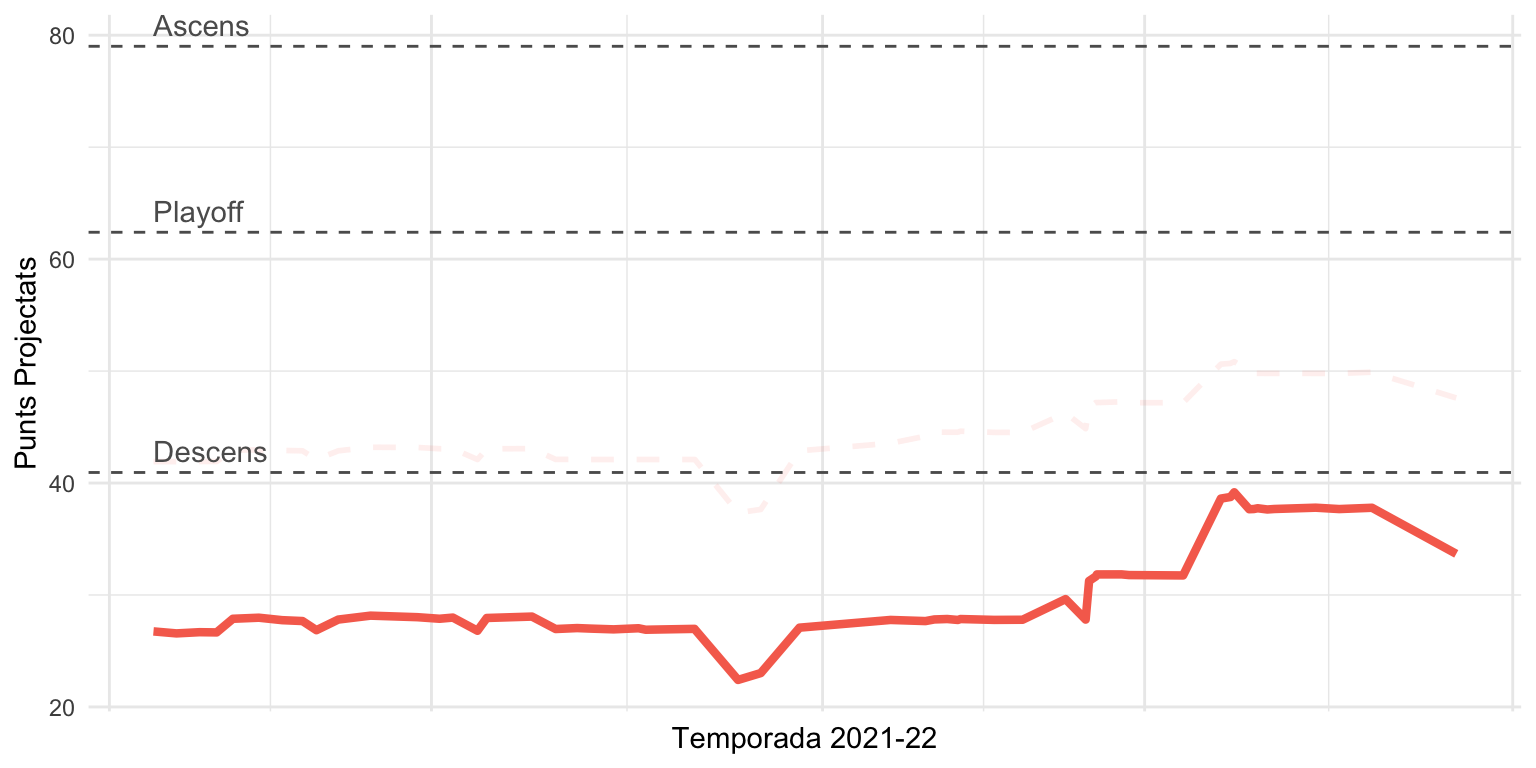 Ascens
80
Playoff
60
Descens
40
20
Punts Projectats
Temporada 2021-22